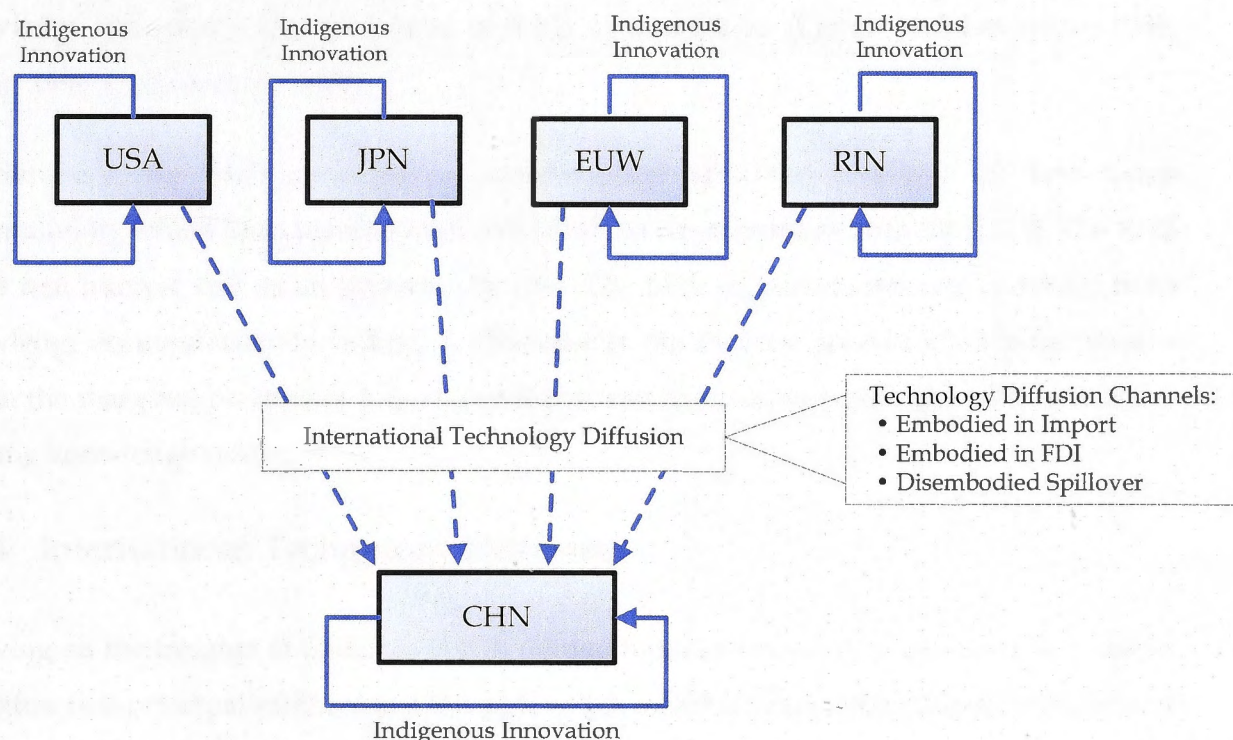 Indigenous
Innovation
Indigenous
Innovation
Indigenous
Innovation
Indigenous
Innovation
USA
JPN
EUW
RIN
International Technology Diffusion
Technology Diffusion Channels:
• Embodied in Import
• Embodied in FDI
• Disembodied Spillover
CHN
Indigenous Innovation